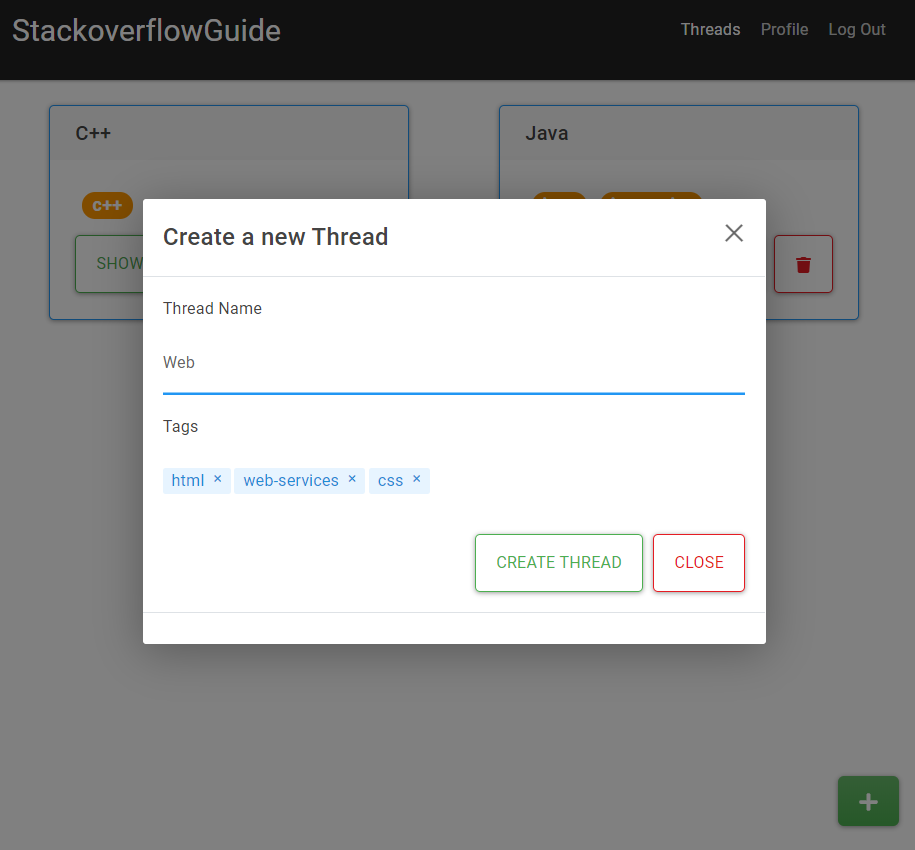 StackoverflowGuide
Threads Profile Log Out
C++
Java
c++
SHOW
Create a new Thread
Thread Name
Web
Tags
html × web-services × css ×
CREATE THREAD CLOSE